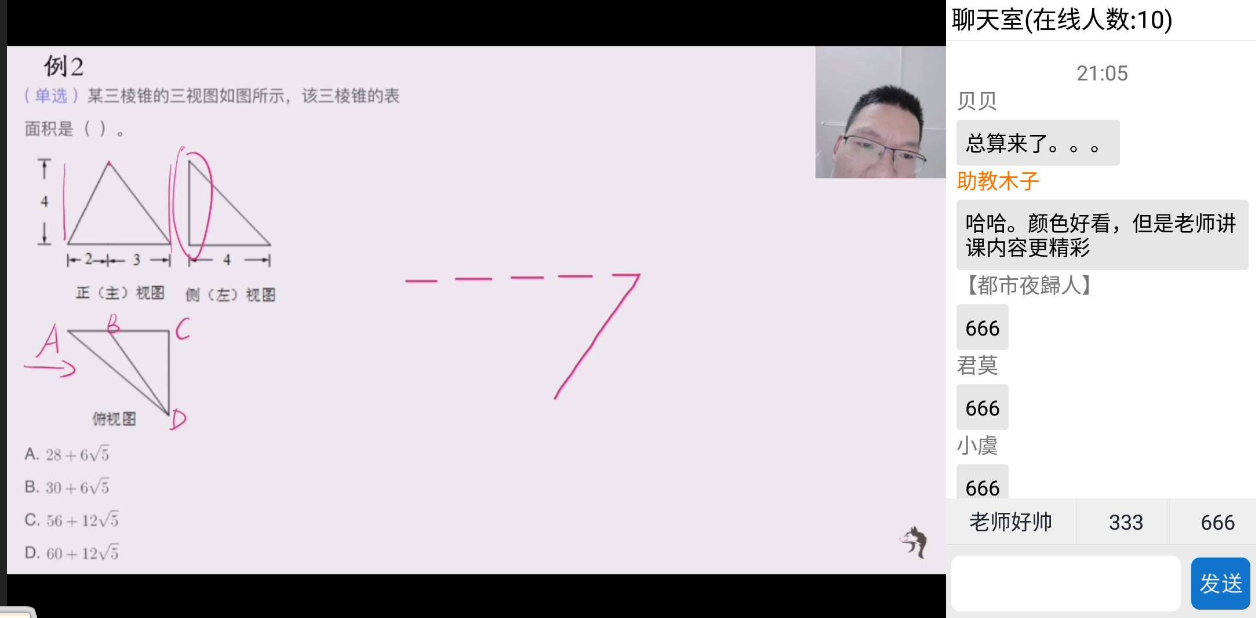 例2
（单选）某三棱锥的三视图如图所示，该三棱锥的表
面积是（ ）。
4
2 3
4
正（主）视图
侧（左）视图
A
B
C
D
俯视图
A. 28 + 6√5
B. 30 + 6√5
C. 56 + 12√5
D. 60 + 12√5
聊天室(在线人数:10)
21:05
贝贝
总算来了。。。
助教木子
哈哈。颜色好看，但是老师讲
课内容更精彩
【都市夜歸人】
666
君莫
666
小虞
666
老师好帅
333
666
发送